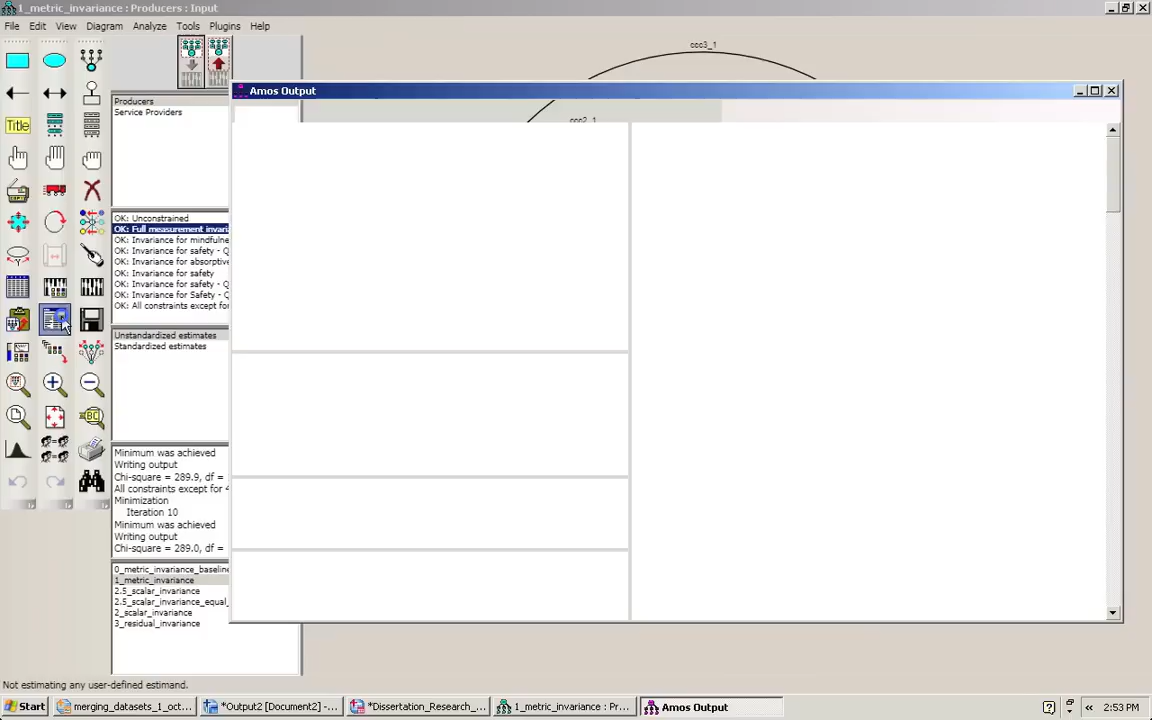 1_metric_invariance : Producers : Input
File Edit View Diagram Analyze Tools Plugins Help
ccc3_1
Amos Output
Producers
Service Providers
ccc2_1
Title
OK: Unconstrained
OK: Full measurement invari
OK: Invariance for mindfulne
OK: Invariance for safety - Q
OK: Invariance for absorptive
OK: Invariance for safety
OK: Invariance for safety - Q
OK: Invariance for Safety - Q
OK: All constraints except for
Unstandardized estimates
Standardized estimates
Minimum was achieved
Writing output
Chi-square = 289.9, df =
All constraints except for 4
Minimization
Iteration 10
Minimum was achieved
Writing output
Chi-square = 289.0, df =
0_metric_invariance_baseline
1_metric_invariance
2.5_scalar_invariance
2.5_scalar_invariance_equal_
2_scalar_invariance
3_residual_invariance
Not estimating any user-defined estimand.
Start merging_datasets_1_oct... *Output2 [Document2] -... *Dissertation_Research_... 1_metric_invariance : Pr... Amos Output 2:53 PM